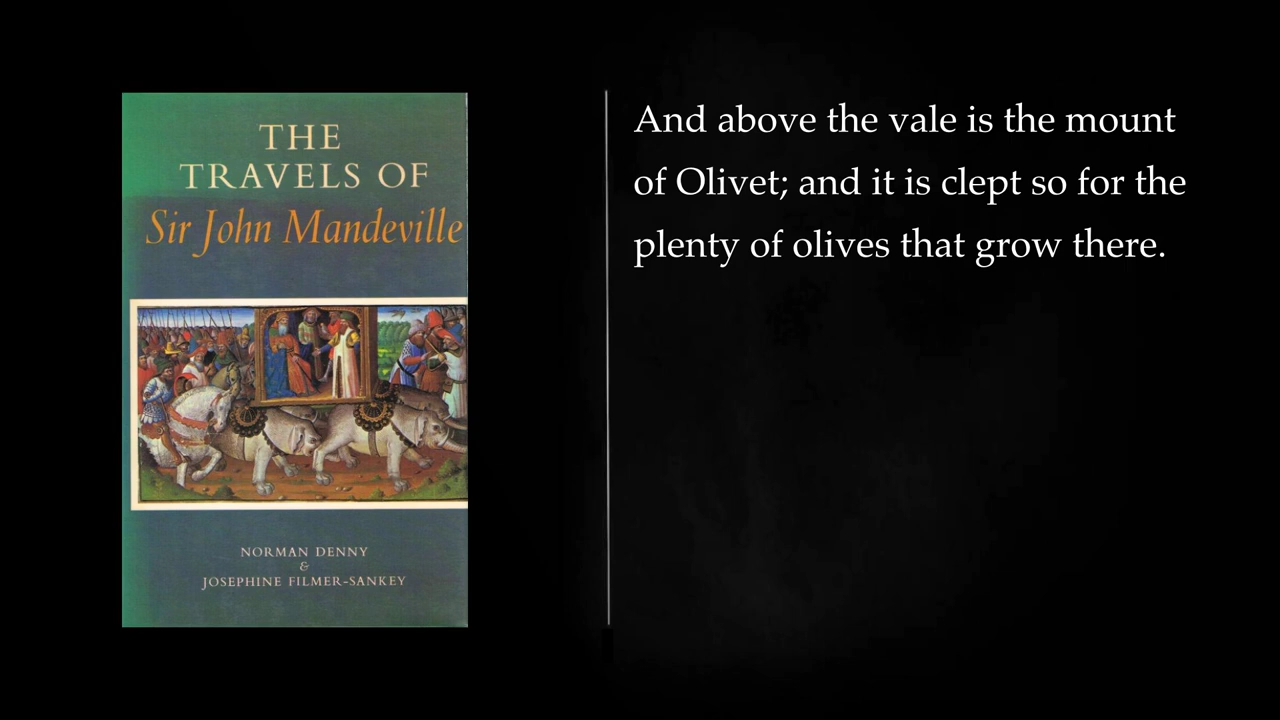 THE
TRAVELS OF
Sir John Mandeville
NORMAN DENNY
&
JOSEPHINE FILMER-SANKEY
And above the vale is the mount
of Olivet; and it is clept so for the
plenty of olives that grow there.